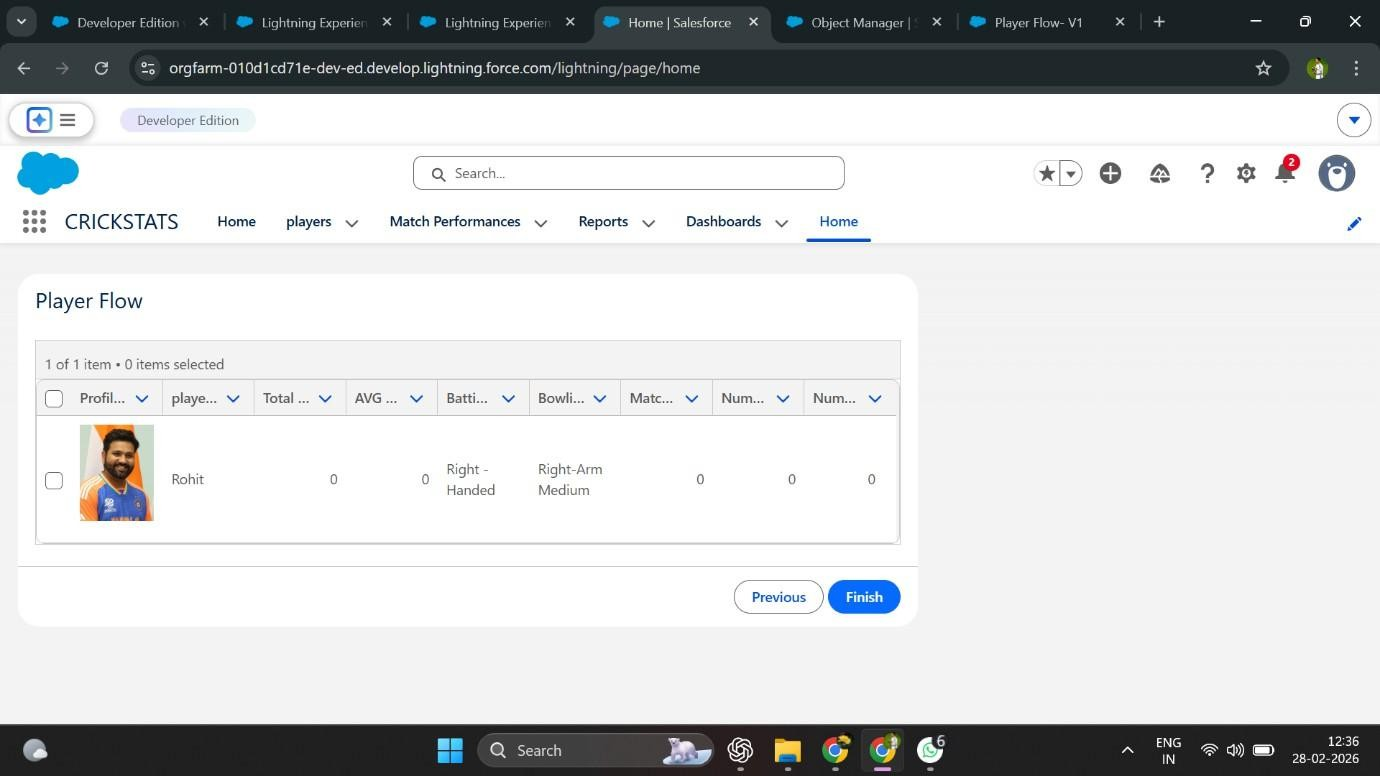 Developer Edition
Lightning Experien
Lightning Experien
Home | Salesforce
Object Manager |
Player Flow- V1
orgfarm-010d1cd71e-dev-ed.develop.lightning.force.com/lightning/page/home
Developer Edition
Search...
2
CRICKSTATS
Home
players
Match Performances
Reports
Dashboards
Home
Player Flow
1 of 1 item • 0 items selected
Profil... playe... Total ... AVG ... Batti... Bowli... Matc... Num... Num...
Rohit 0 0 Right - Handed Right-Arm Medium 0 0 0
Previous Finish
Search
6
ENG
IN
12:36
28-02-2026